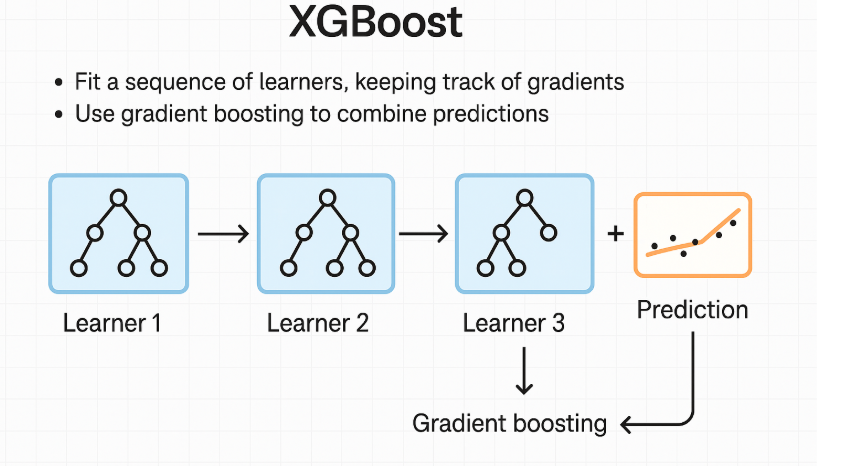 XGBoost
• Fit a sequence of learners, keeping track of gradients
• Use gradient boosting to combine predictions
+
Learner 1
Learner 2
Learner 3
Prediction
Gradient boosting